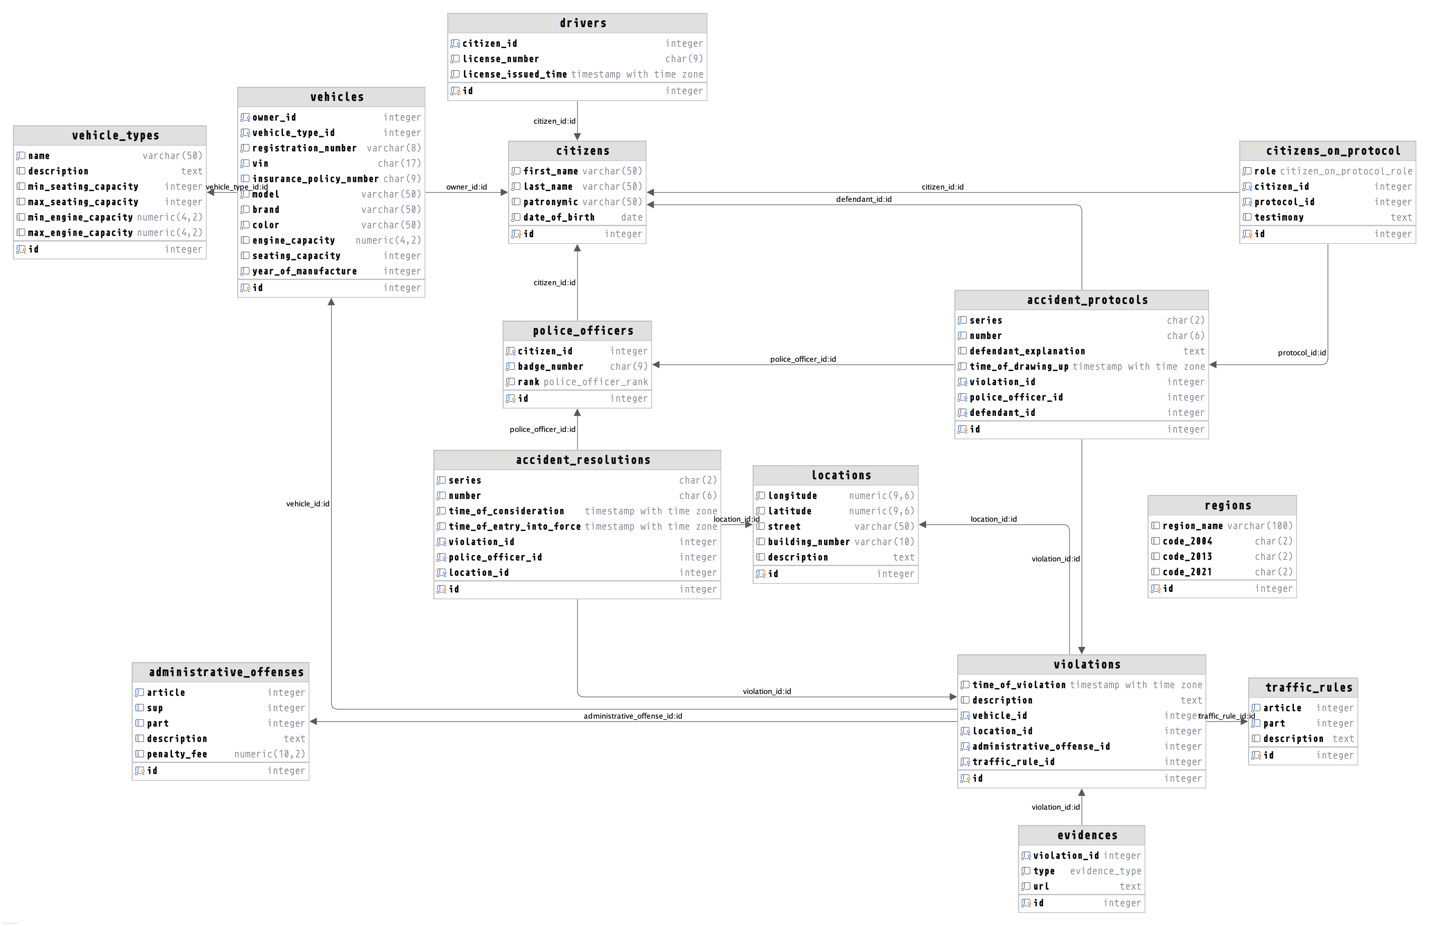 drivers
citizen_id integer
license_number char(9)
license_issued_time timestamp with time zone
id integer
citizen_id:id
vehicles
owner_id integer
vehicle_type_id integer
registration_number varchar(8)
vin char(17)
insurance_policy_number char(9)
model varchar(50)
brand varchar(50)
color varchar(50)
engine_capacity numeric(4,2)
seating_capacity integer
year_of_manufacture integer
id integer
vehicle_types
name varchar(50)
description text
min_seating_capacity integer
max_seating_capacity integer
min_engine_capacity numeric(4,2)
max_engine_capacity numeric(4,2)
id integer
vehicle_type_id:id
owner_id:id
citizens
first_name varchar(50)
last_name varchar(50)
patronymic varchar(50)
date_of_birth date
id integer
citizen_id:id
defendant_id:id
citizens_on_protocol
role citizen_on_protocol_role
citizen_id integer
protocol_id integer
testimony text
id integer
citizen_id:id
accident_protocols
series char(2)
number char(6)
defendant_explanation text
time_of_drawing_up timestamp with time zone
violation_id integer
police_officer_id integer
defendant_id integer
id integer
protocol_id:id
police_officers
citizen_id integer
badge_number char(9)
rank police_officer_rank
id integer
police_officer_id:id
police_officer_id:id
accident_resolutions
series char(2)
number char(6)
time_of_consideration timestamp with time zone
time_of_entry_into_force timestamp with time zone
violation_id integer
police_officer_id integer
location_id integer
id integer
location_id:id
locations
longitude numeric(9,6)
latitude numeric(9,6)
street varchar(50)
building_number varchar(10)
description text
id integer
location_id:id
regions
region_name varchar(100)
code_2004 char(2)
code_2013 char(2)
code_2021 char(2)
id integer
vehicle_id:id
violation_id:id
administrative_offenses
article integer
sup integer
part integer
description text
penalty_fee numeric(10,2)
id integer
violation_id:id
administrative_offense_id:id
violations
time_of_violation timestamp with time zone
description text
vehicle_id integer
location_id integer
administrative_offense_id integer
traffic_rule_id integer
id integer
traffic_rule_id:id
traffic_rules
article integer
part integer
description text
id integer
violation_id:id
evidences
violation_id integer
type evidence_type
url text
id integer